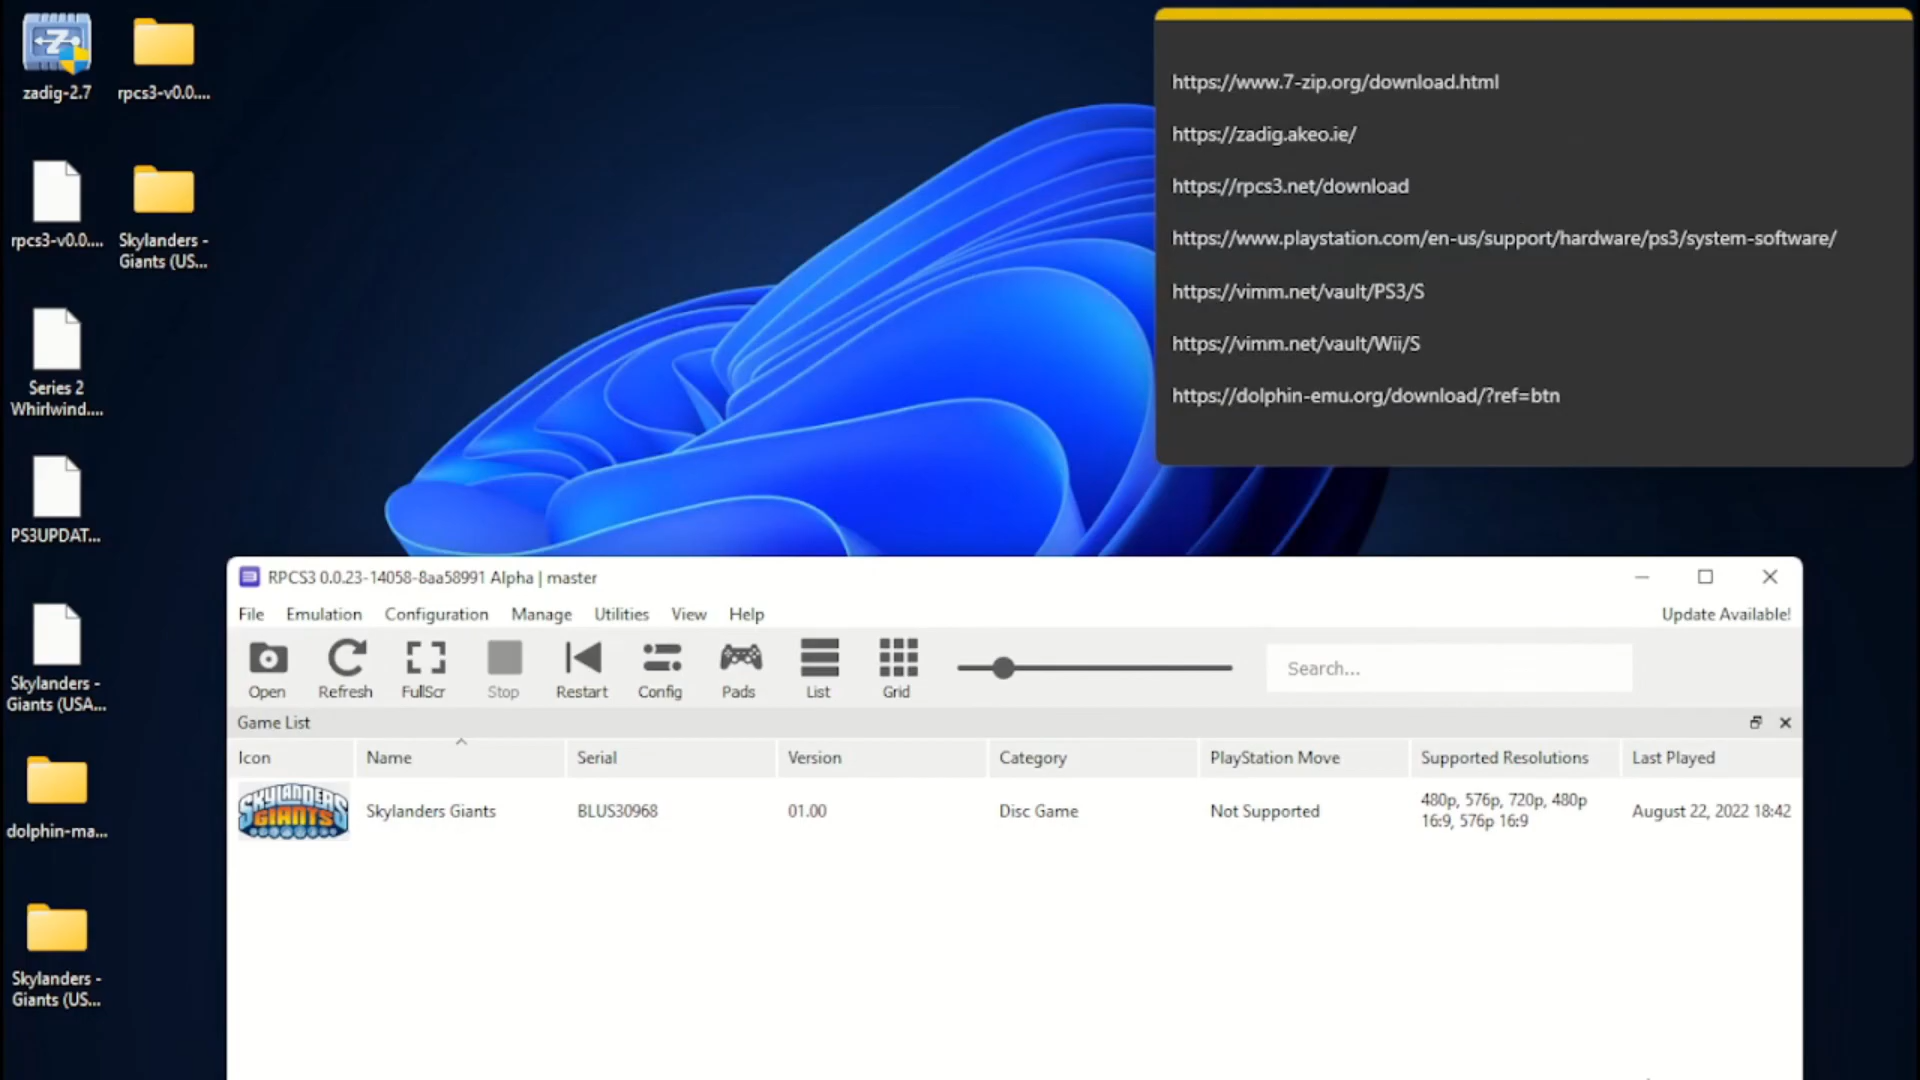 zadig-2.7
rpcs3-v0.0....
rpcs3-v0.0....
Skylanders -
Giants (US...
Series 2
Whirlwind....
PS3UPDAT...
Skylanders -
Giants (USA...
dolphin-ma...
Skylanders -
Giants (US...
https://www.7-zip.org/download.html
https://zadig.akeo.ie/
https://rpcs3.net/download
https://www.playstation.com/en-us/support/hardware/ps3/system-software/
https://vimm.net/vault/PS3/S
https://vimm.net/vault/Wii/S
https://dolphin-emu.org/download/?ref=btn
RPCS3 0.0.23-14058-8aa58991 Alpha | master
File Emulation Configuration Manage Utilities View Help Update Available!
Open Refresh FullScr Stop Restart Config Pads List Grid Search...
Game List
Icon Name Serial Version Category PlayStation Move Supported Resolutions Last Played
SKYLANDERS
GIANTS
Skylanders Giants BLUS30968 01.00 Disc Game Not Supported 480p, 576p, 720p, 480p August 22, 2022 18:42
16:9, 576p 16:9